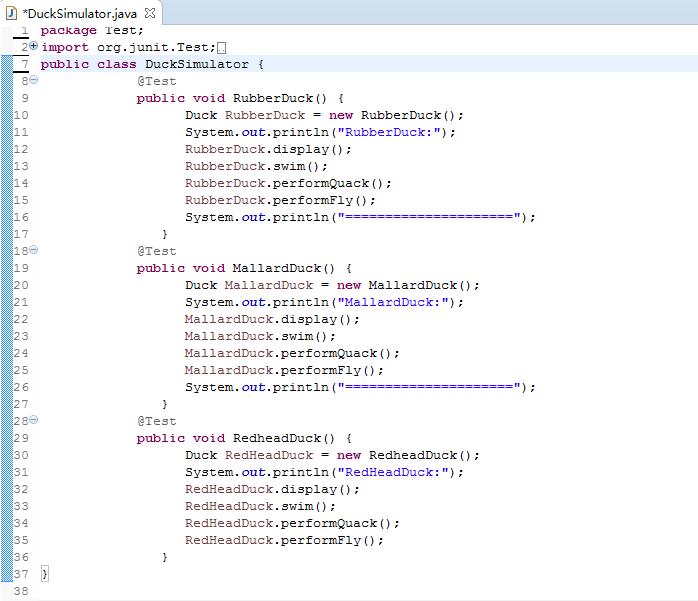 *DuckSimulator.java
1 package Test;
2 import org.junit.Test;
7 public class DuckSimulator {
8 @Test
9 public void RubberDuck() {
10 Duck RubberDuck = new RubberDuck();
11 System.out.println("RubberDuck:");
12 RubberDuck.display();
13 RubberDuck.swim();
14 RubberDuck.performQuack();
15 RubberDuck.performFly();
16 System.out.println("=====================");
17 }
18 @Test
19 public void MallardDuck() {
20 Duck MallardDuck = new MallardDuck();
21 System.out.println("MallardDuck:");
22 MallardDuck.display();
23 MallardDuck.swim();
24 MallardDuck.performQuack();
25 MallardDuck.performFly();
26 System.out.println("=====================");
27 }
28 @Test
29 public void RedheadDuck() {
30 Duck RedHeadDuck = new RedheadDuck();
31 System.out.println("RedHeadDuck:");
32 RedHeadDuck.display();
33 RedHeadDuck.swim();
34 RedHeadDuck.performQuack();
35 RedHeadDuck.performFly();
36 }
37 }
38